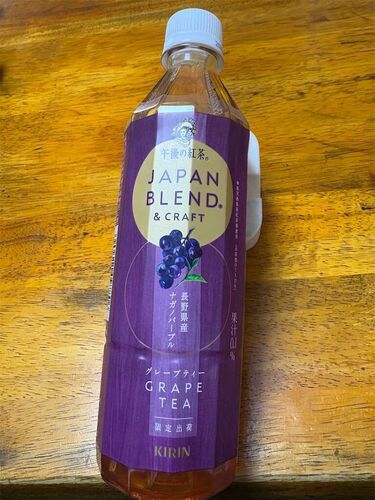 午後の紅茶®
JAPAN
BLEND®
& CRAFT
長野県産
ナガノパープル
果汁0.1%
グレープティー
GRAPE
TEA
限定出荷
KIRIN